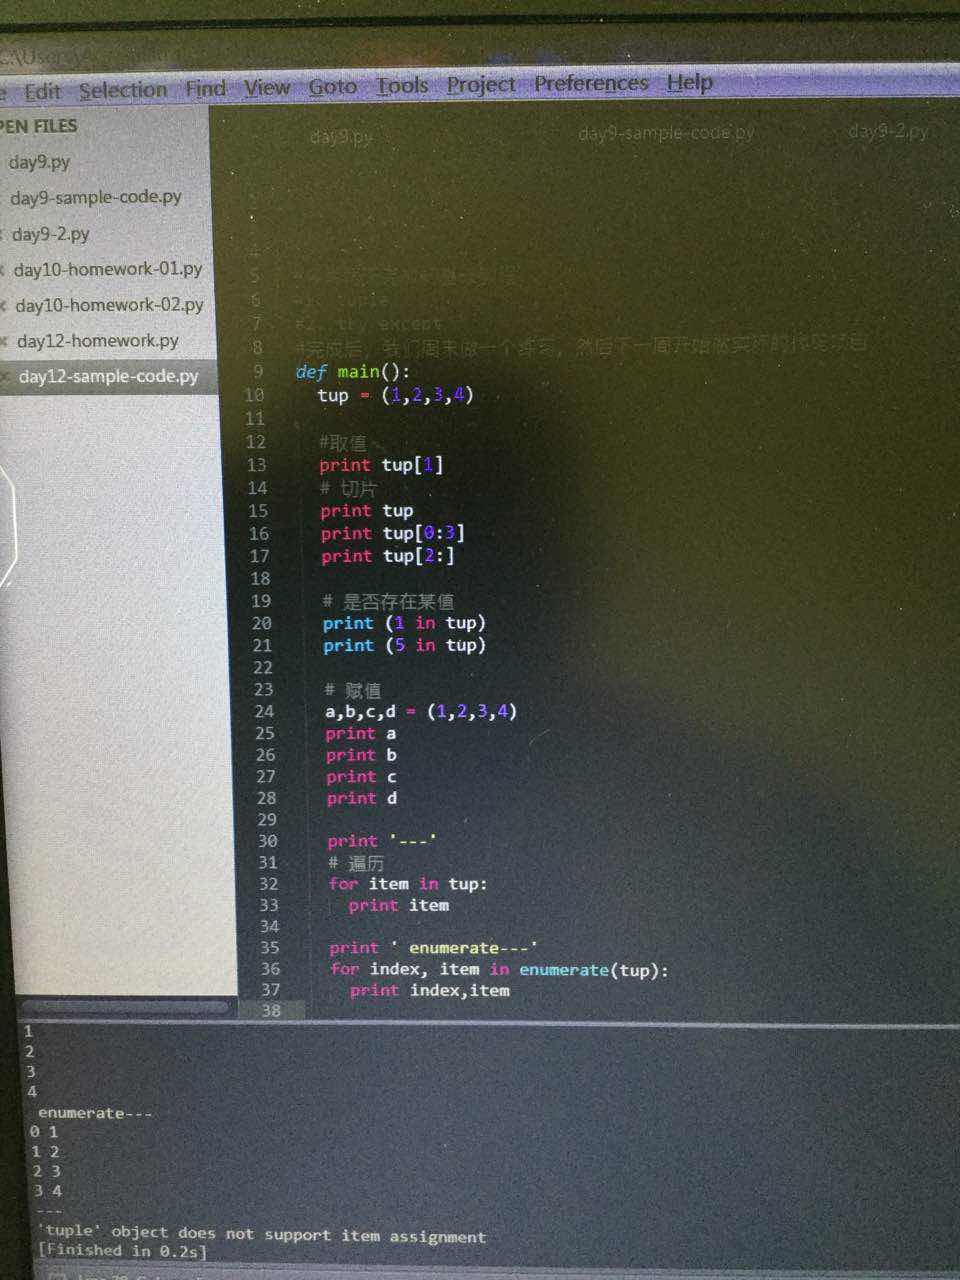 Edit Selection Find View Goto Tools Project Preferences Help
PEN FILES
day9.py
day9-sample-code.py
day9-2.py
day10-homework-01.py
day10-homework-02.py
day12-homework.py
day12-sample-code.py
day9.py day9-sample-code.py day9-2.py
4
5
6
7 #2. try except
8 #完成后,我们周末做一个练习,然后下一周开始做
9 def main():
10 tup = (1,2,3,4)
11
12 #取值
13 print tup[1]
14 # 切片
15 print tup
16 print tup[0:3]
17 print tup[2:]
18
19 # 是否存在某值
20 print (1 in tup)
21 print (5 in tup)
22
23 # 赋值
24 a,b,c,d = (1,2,3,4)
25 print a
26 print b
27 print c
28 print d
29
30 print '---'
31 # 遍历
32 for item in tup:
33 print item
34
35 print ' enumerate---'
36 for index, item in enumerate(tup):
37 print index,item
38
1
2
3
4
enumerate---
0 1
1 2
2 3
3 4
---
'tuple' object does not support item assignment
[Finished in 0.2s]